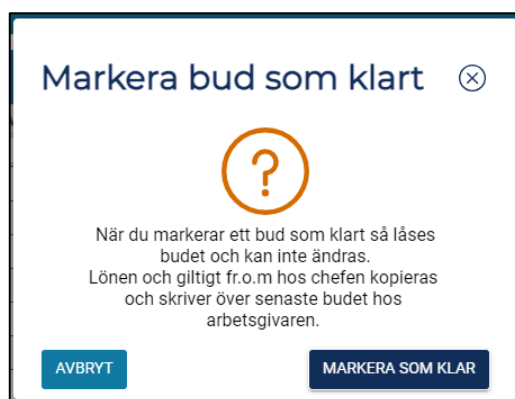 Markera bud som klart
När du markerar ett bud som klart så låses
budet och kan inte ändras.
Lönen och giltigt fr.o.m hos chefen kopieras
och skriver över senaste budet hos
arbetsgivaren.
AVBRYT
MARKERA SOM KLAR